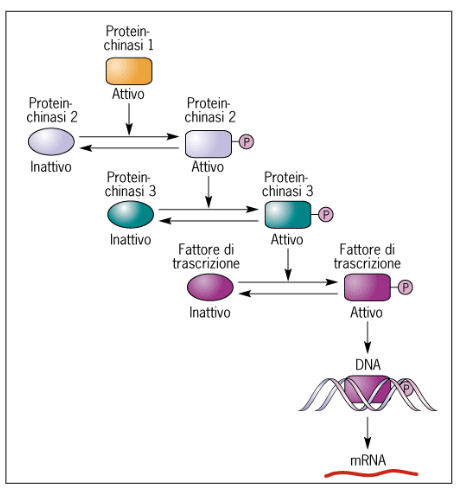 Protein-
chinasi 1
Attivo
Protein-
chinasi 2
Inattivo
Protein-
chinasi 2
P
Attivo
Protein-
chinasi 3
Inattivo
Protein-
chinasi 3
P
Attivo
Fattore di
trascrizione
Inattivo
Fattore di
trascrizione
P
Attivo
DNA
P
mRNA